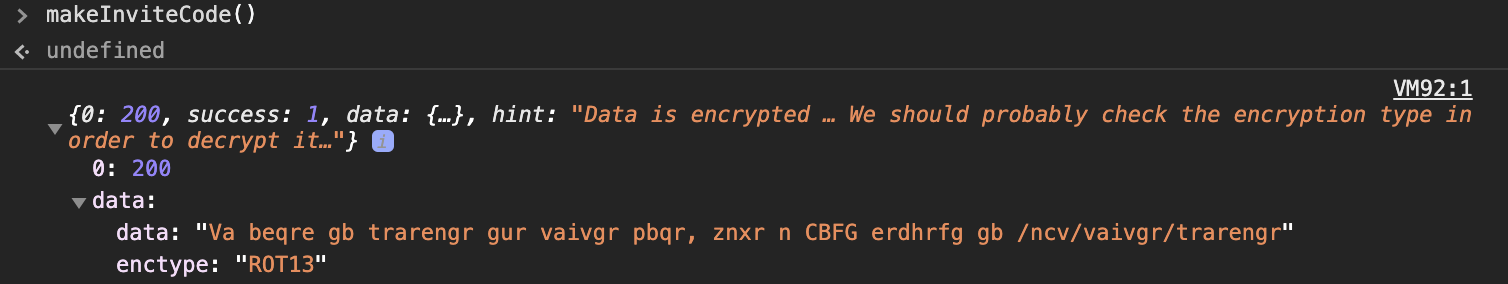 > makeInviteCode()
<· undefined
VM92:1
{0: 200, success: 1, data: {…}, hint: "Data is encrypted … We should probably check the encryption type in
order to decrypt it…"} i
0: 200
data:
data: "Va beqre gb trarengr gur vaivgr pbqr, znxr n CBFG erdhrfg gb /ncv/vaivgr/trarengr"
enctype: "ROT13"